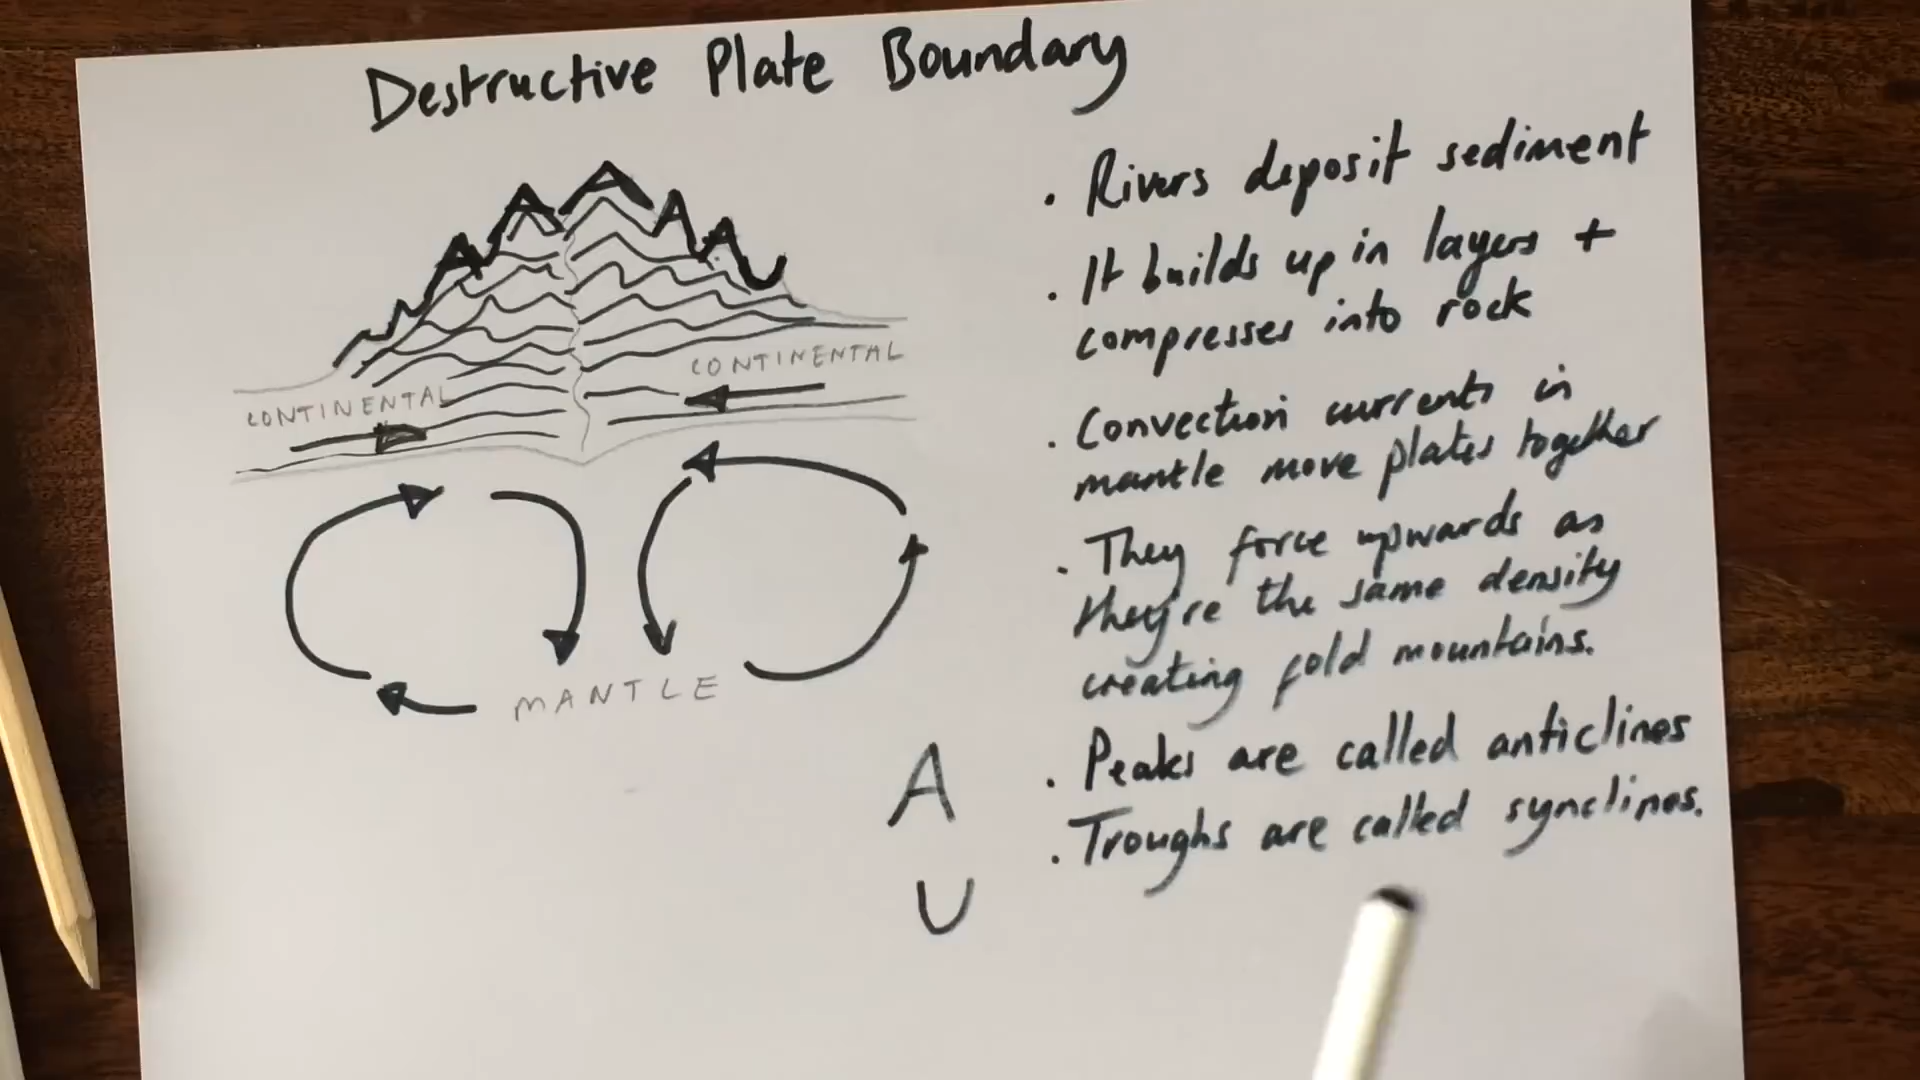 Destructive Plate Boundary
CONTINENTAL
CONTINENTAL
MANTLE
A
U
. Rivers deposit sediment
. It builds up in layers +
compresses into rock
. Convection currents in
mantle move plates together
. They force upwards as
they're the same density
creating fold mountains.
. Peaks are called anticlines
. Troughs are called synclines.